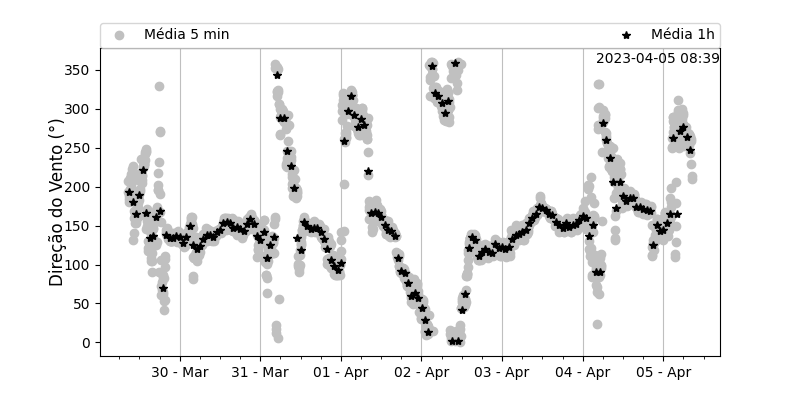 Média 5 min
Média 1h
2023-04-05 08:39
Direção do Vento (°)
350
300
250
200
150
100
50
0
30 - Mar
31 - Mar
01 - Apr
02 - Apr
03 - Apr
04 - Apr
05 - Apr